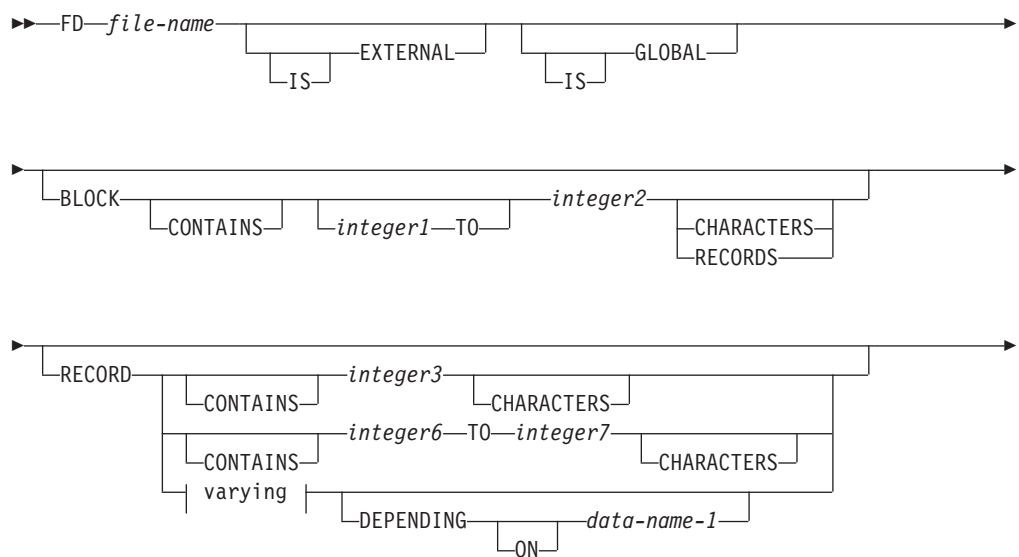 FD file-name EXTERNAL GLOBAL
IS IS
BLOCK integer2
CONTAINS integer1 TO CHARACTERS
RECORDS
RECORD integer3
CONTAINS CHARACTERS
integer6 TO integer7
CONTAINS CHARACTERS
varying
DEPENDING data-name-1
ON